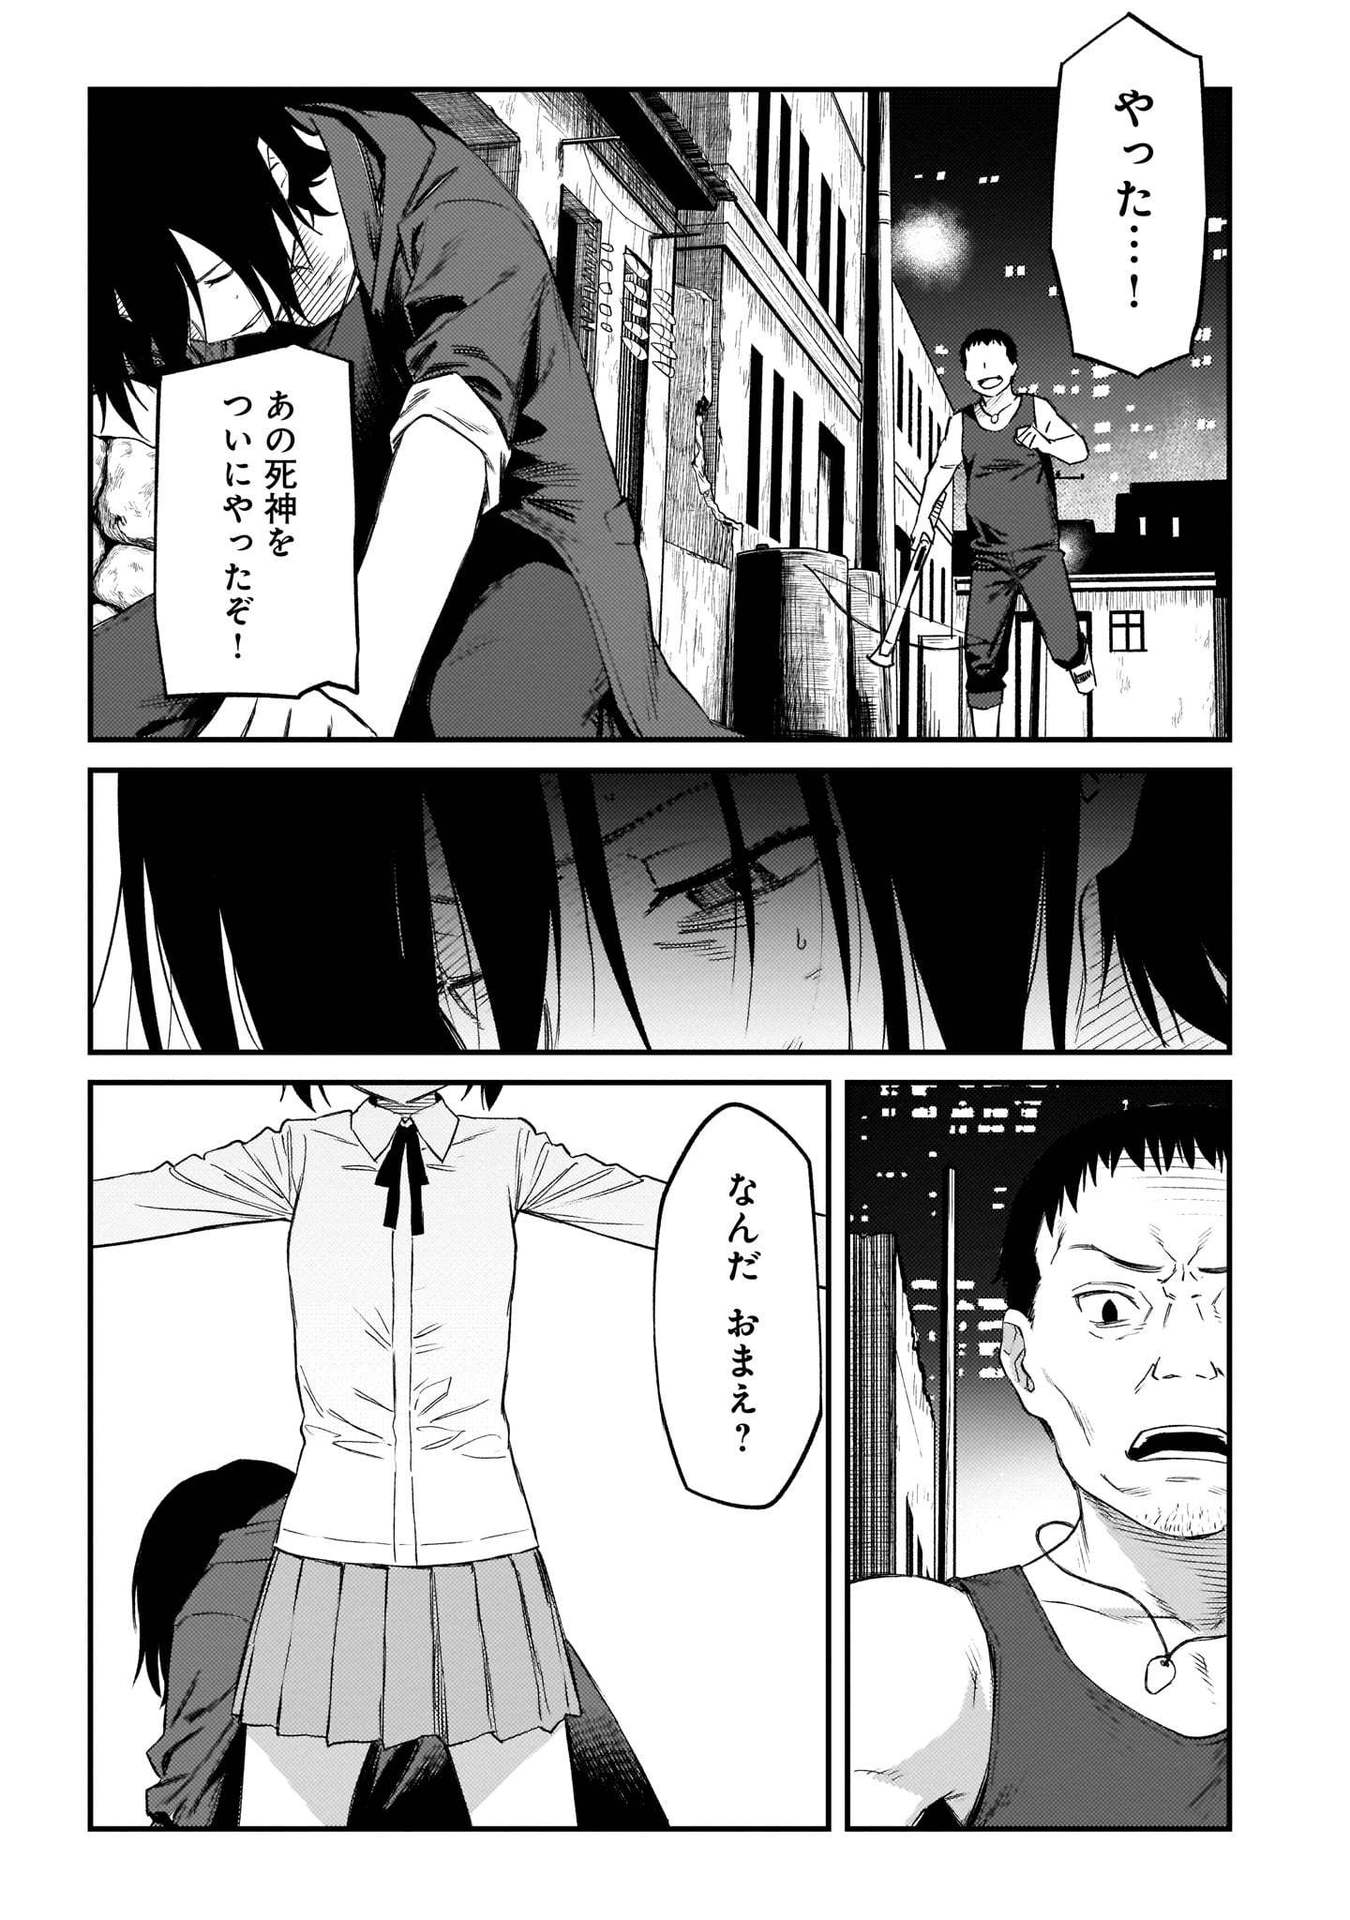 やった……！
あの死神を
ついにやったぞ！
なんだ おまえ？